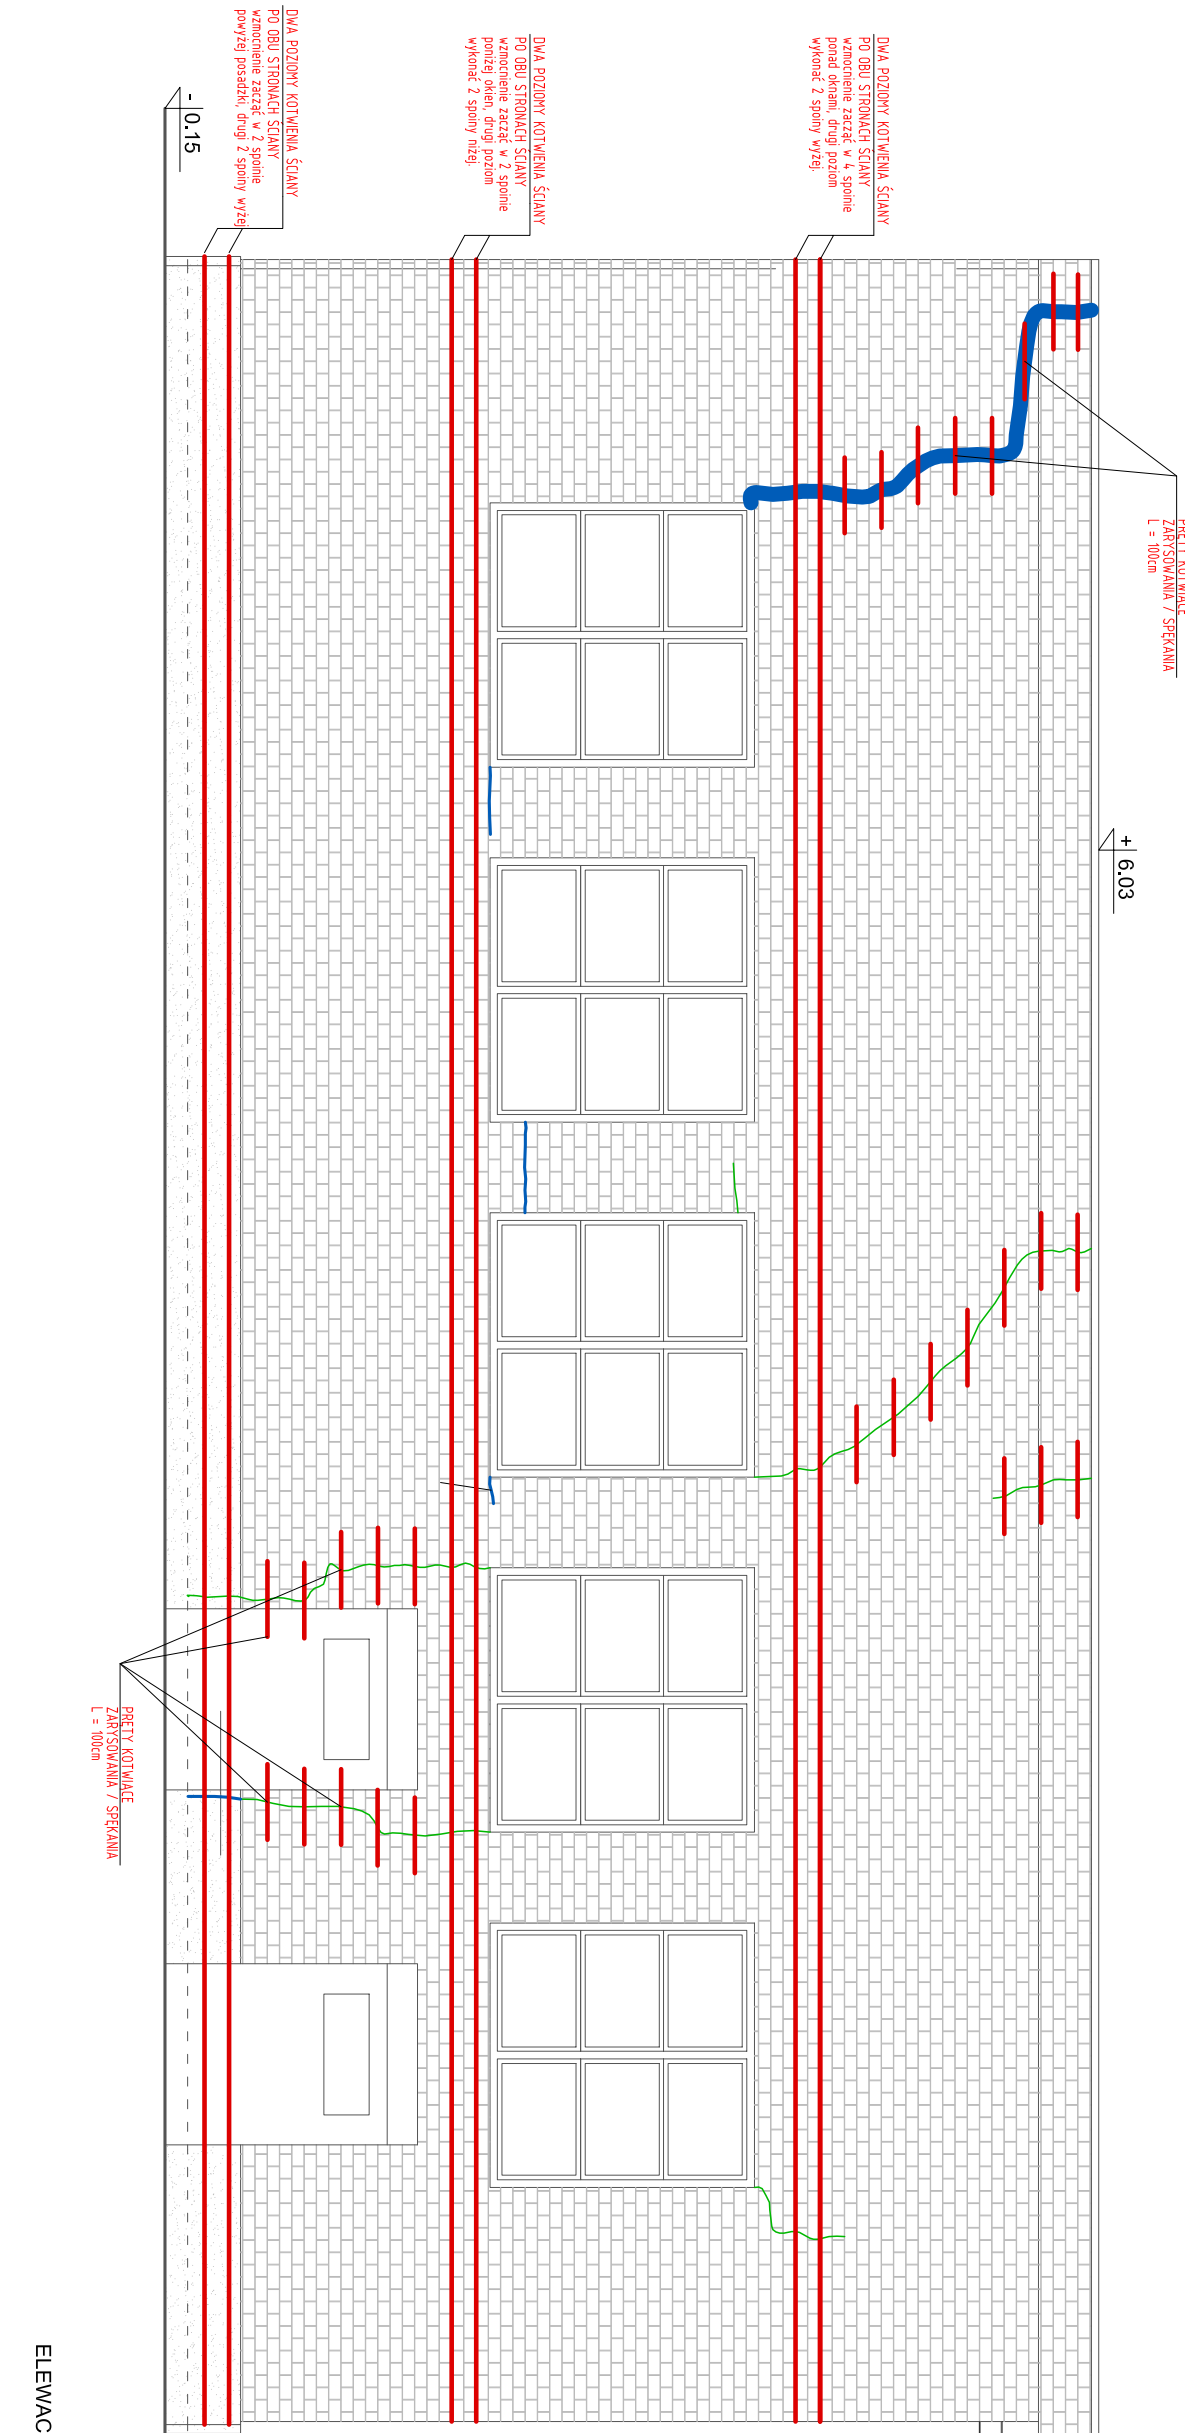 DWA POZIOMY KOTWIENIA ŚCIANY
PO OBU STRONACH ŚCIANY
wzmocnienie zacząć w 2 spoinie
powyżej posadzki, drugi 2 spoiny wyżej
DWA POZIOMY KOTWIENIA ŚCIANY
PO OBU STRONACH ŚCIANY
wzmocnienie zacząć w 2 spoinie
poniżej okien, drugi poziom
wykonać 2 spoiny niżej.
DWA POZIOMY KOTWIENIA ŚCIANY
PO OBU STRONACH ŚCIANY
wzmocnienie zacząć w 4 spoinie
ponad oknami, drugi poziom
wykonać 2 spoiny wyżej.
- 0.15
PRĘTY KOTWIĄCE
ZARYSOWANIA / SPĘKANIA
L = 100cm
+ 6.03
PRĘTY KOTWIĄCE
ZARYSOWANIA / SPĘKANIA
L = 100cm
ELEWAC